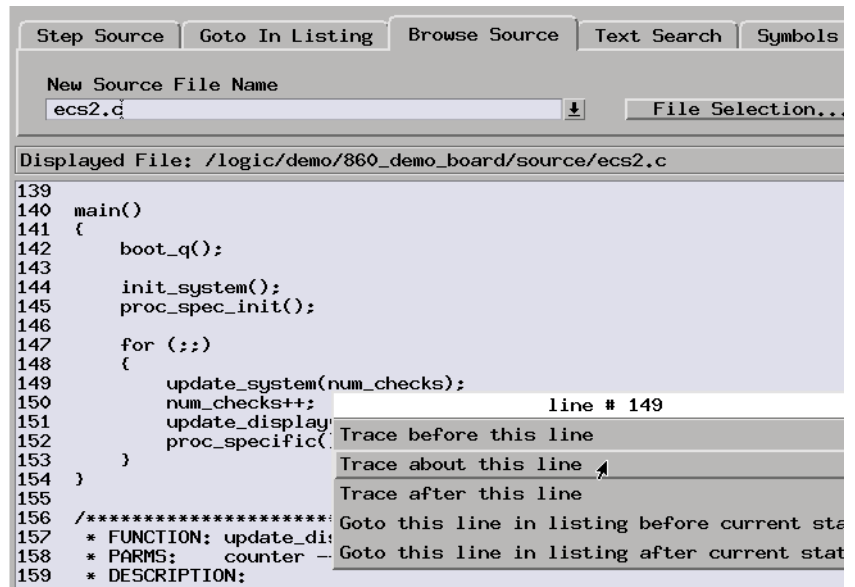 Step Source Goto In Listing Browse Source Text Search Symbols
New Source File Name
ecs2.c
File Selection...
Displayed File: /logic/demo/860_demo_board/source/ecs2.c
139
140 main()
141 {
142 boot_q();
143
144 init_system();
145 proc_spec_init();
146
147 for (;;)
148 {
149 update_system(num_checks);
150 num_checks++;
151 update_display
152 proc_specific(
153 }
154 }
155
156 /**********************
157 * FUNCTION: update_dis
158 * PARMS: counter -
159 * DESCRIPTION:
line # 149
Trace before this line
Trace about this line
Trace after this line
Goto this line in listing before current sta
Goto this line in listing after current stat